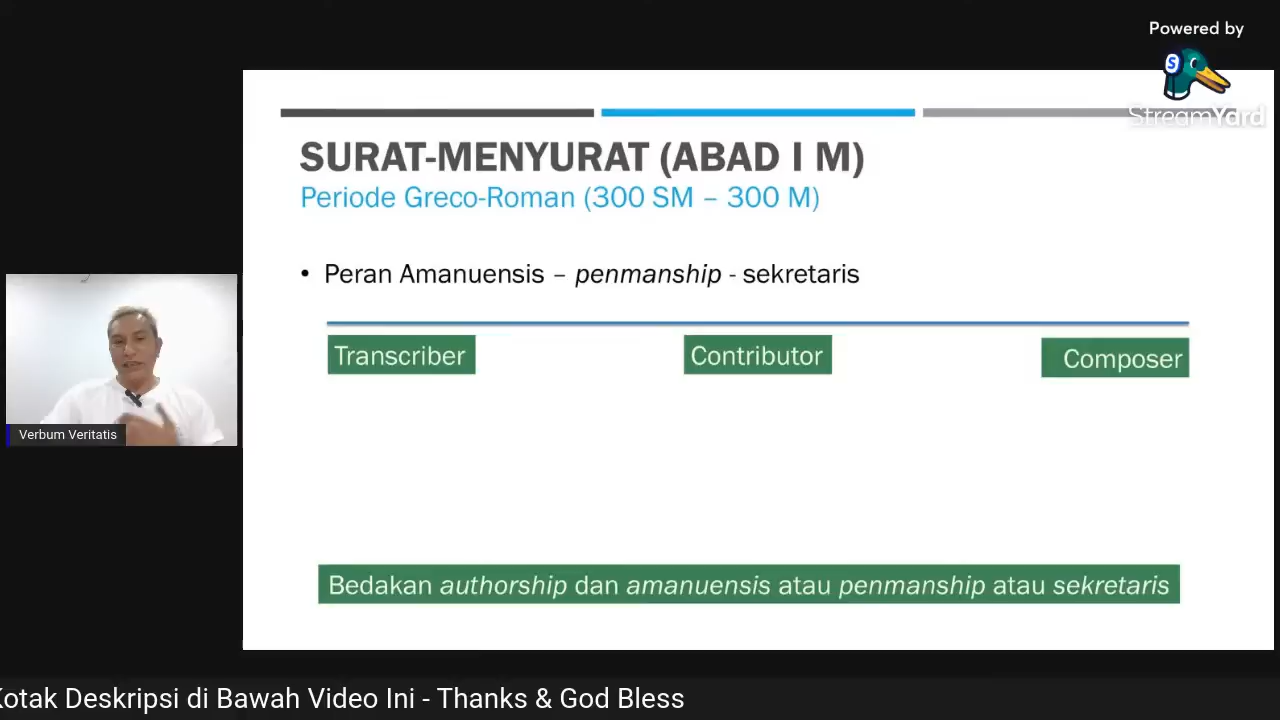 Powered by
StreamYard
SURAT-MENYURAT (ABAD I M)
Periode Greco-Roman (300 SM – 300 M)
• Peran Amanuensis – penmanship - sekretaris
Transcriber
Contributor
Composer
Verbum Veritatis
Bedakan authorship dan amanuensis atau penmanship atau sekretaris
Kotak Deskripsi di Bawah Video Ini - Thanks & God Bless